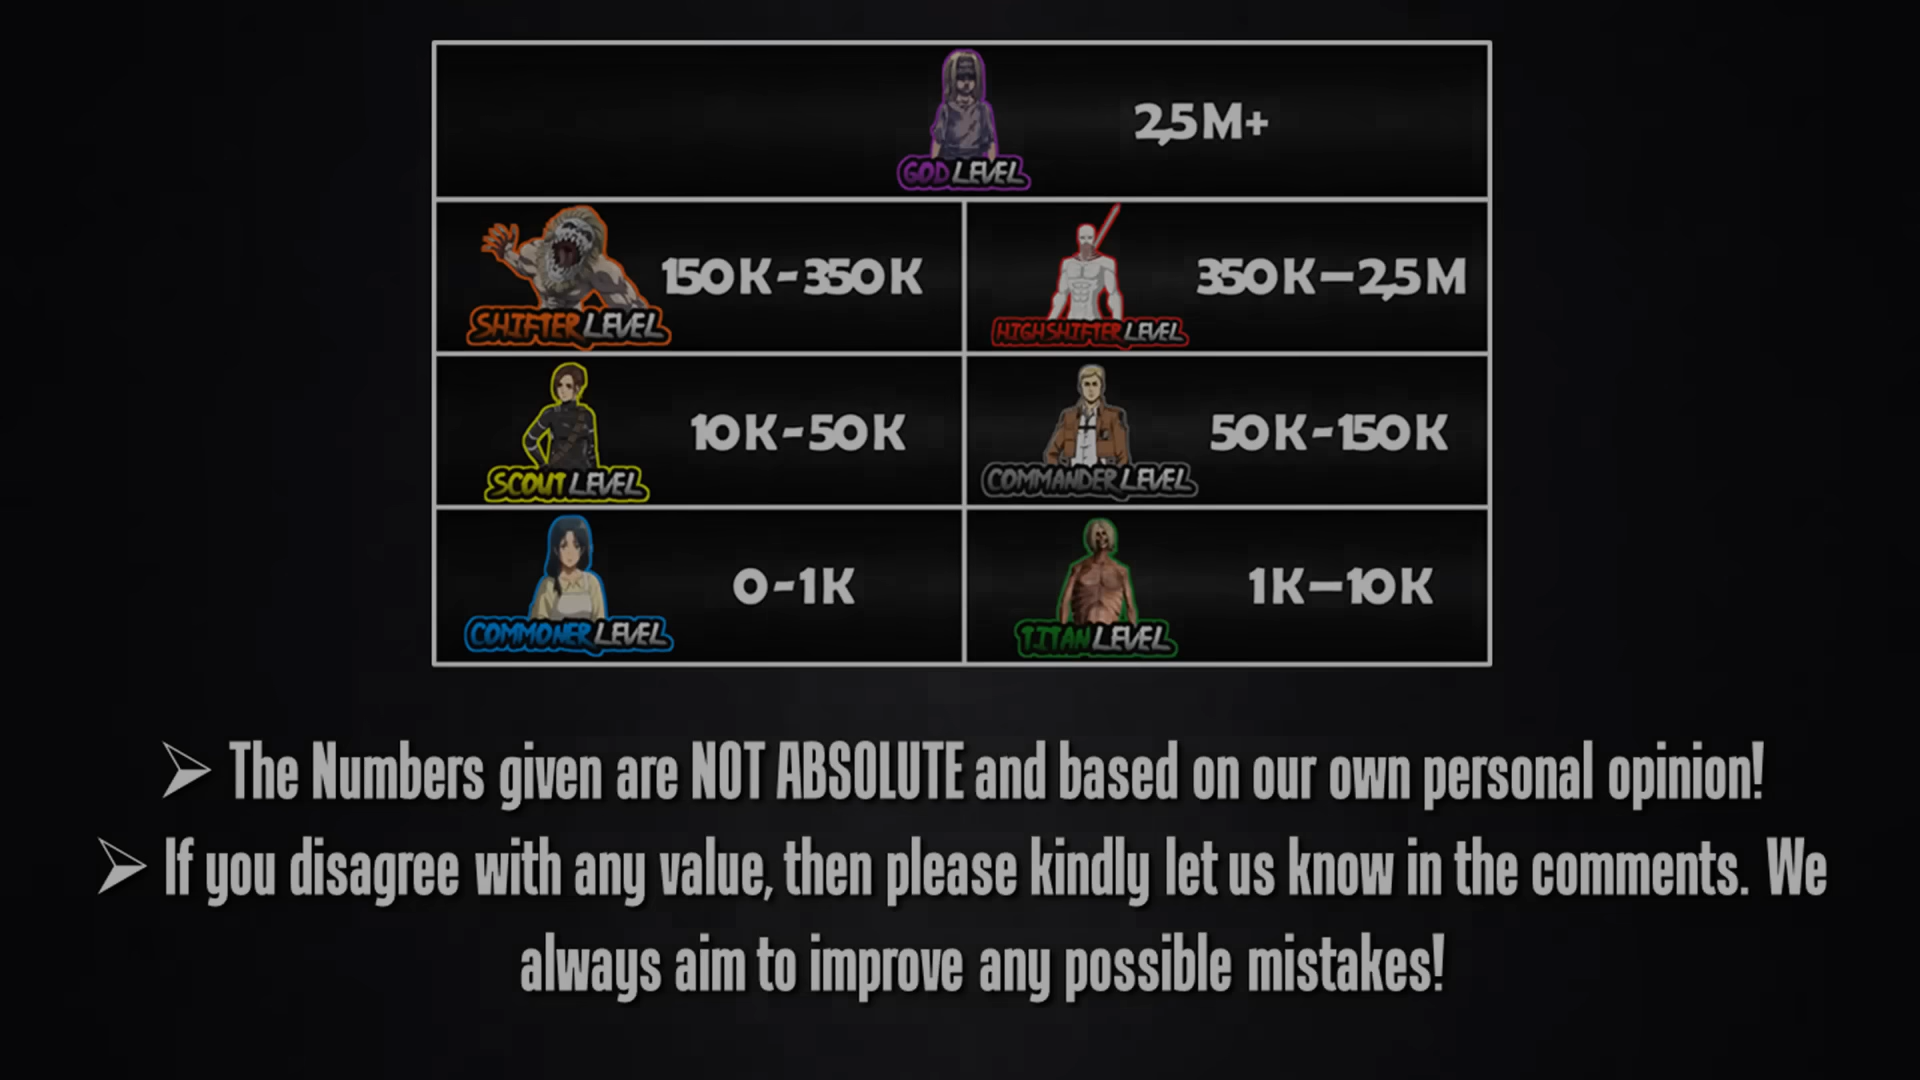 2,5M+
GOD LEVEL
150K-350K
SHIFTER LEVEL
350K-2,5M
HIGH SHIFTER LEVEL
10K-50K
SCOUT LEVEL
50K-150K
COMMANDER LEVEL
0-1K
COMMONER LEVEL
1K-10K
TITAN LEVEL
➢ The Numbers given are NOT ABSOLUTE and based on our own personal opinion!
➢ If you disagree with any value, then please kindly let us know in the comments. We
always aim to improve any possible mistakes!